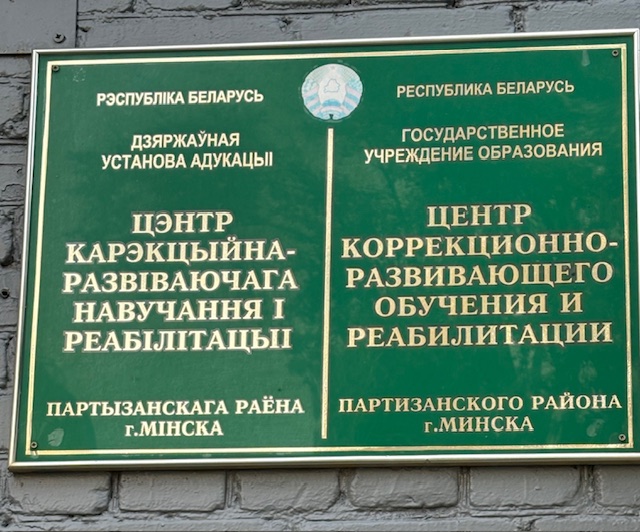 РЭСПУБЛІКА БЕЛАРУСЬ
ДЗЯРЖАЎНАЯ
УСТАНОВА АДУКАЦЫІ
ЦЭНТР
КАРЭКЦЫЙНА-
РАЗВІВАЮЧАГА
НАВУЧАННЯ І
РЕАБІЛІТАЦЫІ
ПАРТЫЗАНСКАГА РАЁНА
г.МІНСКА
РЕСПУБЛИКА БЕЛАРУСЬ
ГОСУДАРСТВЕННОЕ
УЧРЕЖДЕНИЕ ОБРАЗОВАНИЯ
ЦЕНТР
КОРРЕКЦИОННО-
РАЗВИВАЮЩЕГО
ОБУЧЕНИЯ И
РЕАБИЛИТАЦИИ
ПАРТИЗАНСКОГО РАЙОНА
г.МИНСКА